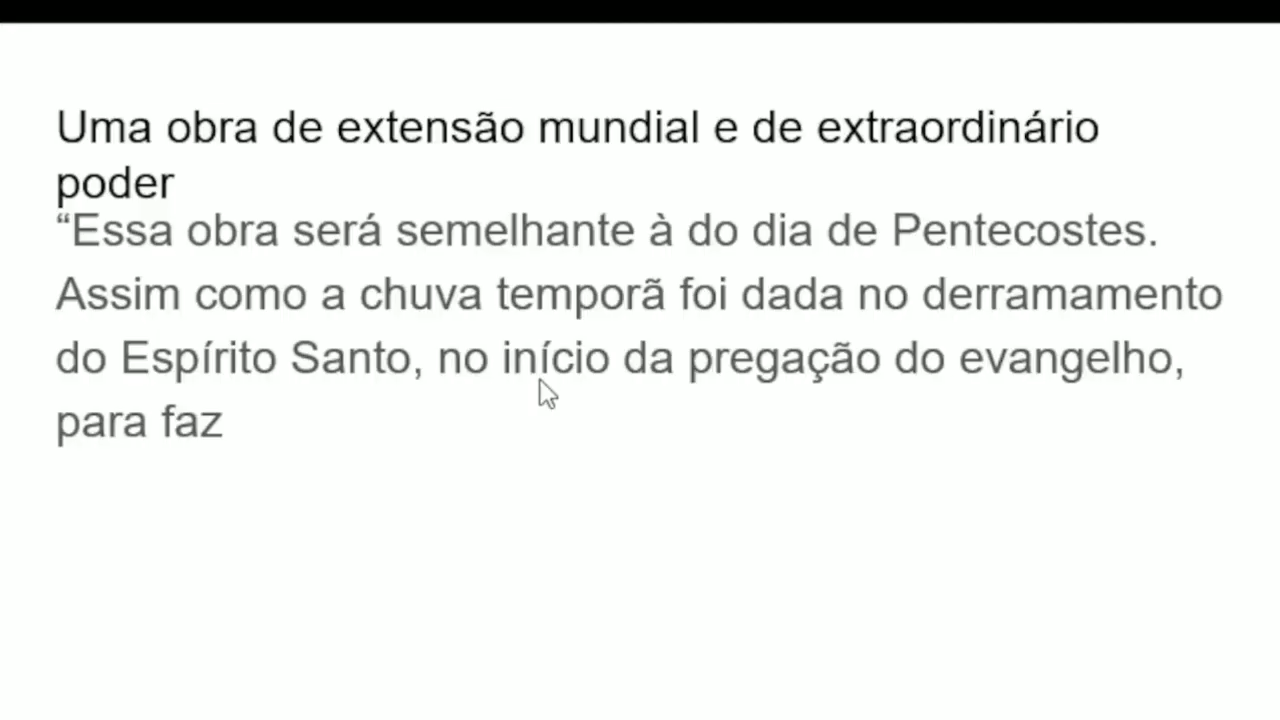 Uma obra de extensão mundial e de extraordinário
poder
“Essa obra será semelhante à do dia de Pentecostes.
Assim como a chuva temporã foi dada no derramamento
do Espírito Santo, no início da pregação do evangelho,
para faz